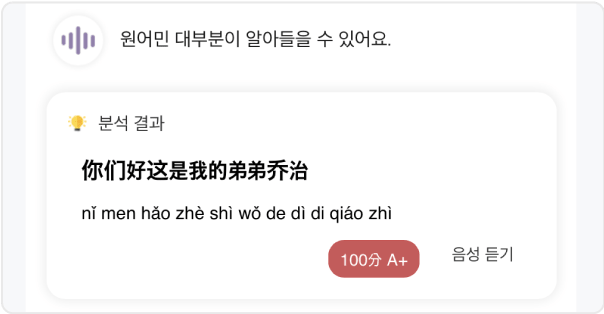 원어민 대부분이 알아들을 수 있어요.
분석 결과
你们好这是我的弟弟乔治
nǐ men hǎo zhè shì wǒ de dì di qiáo zhì
100分 A+ 음성 듣기